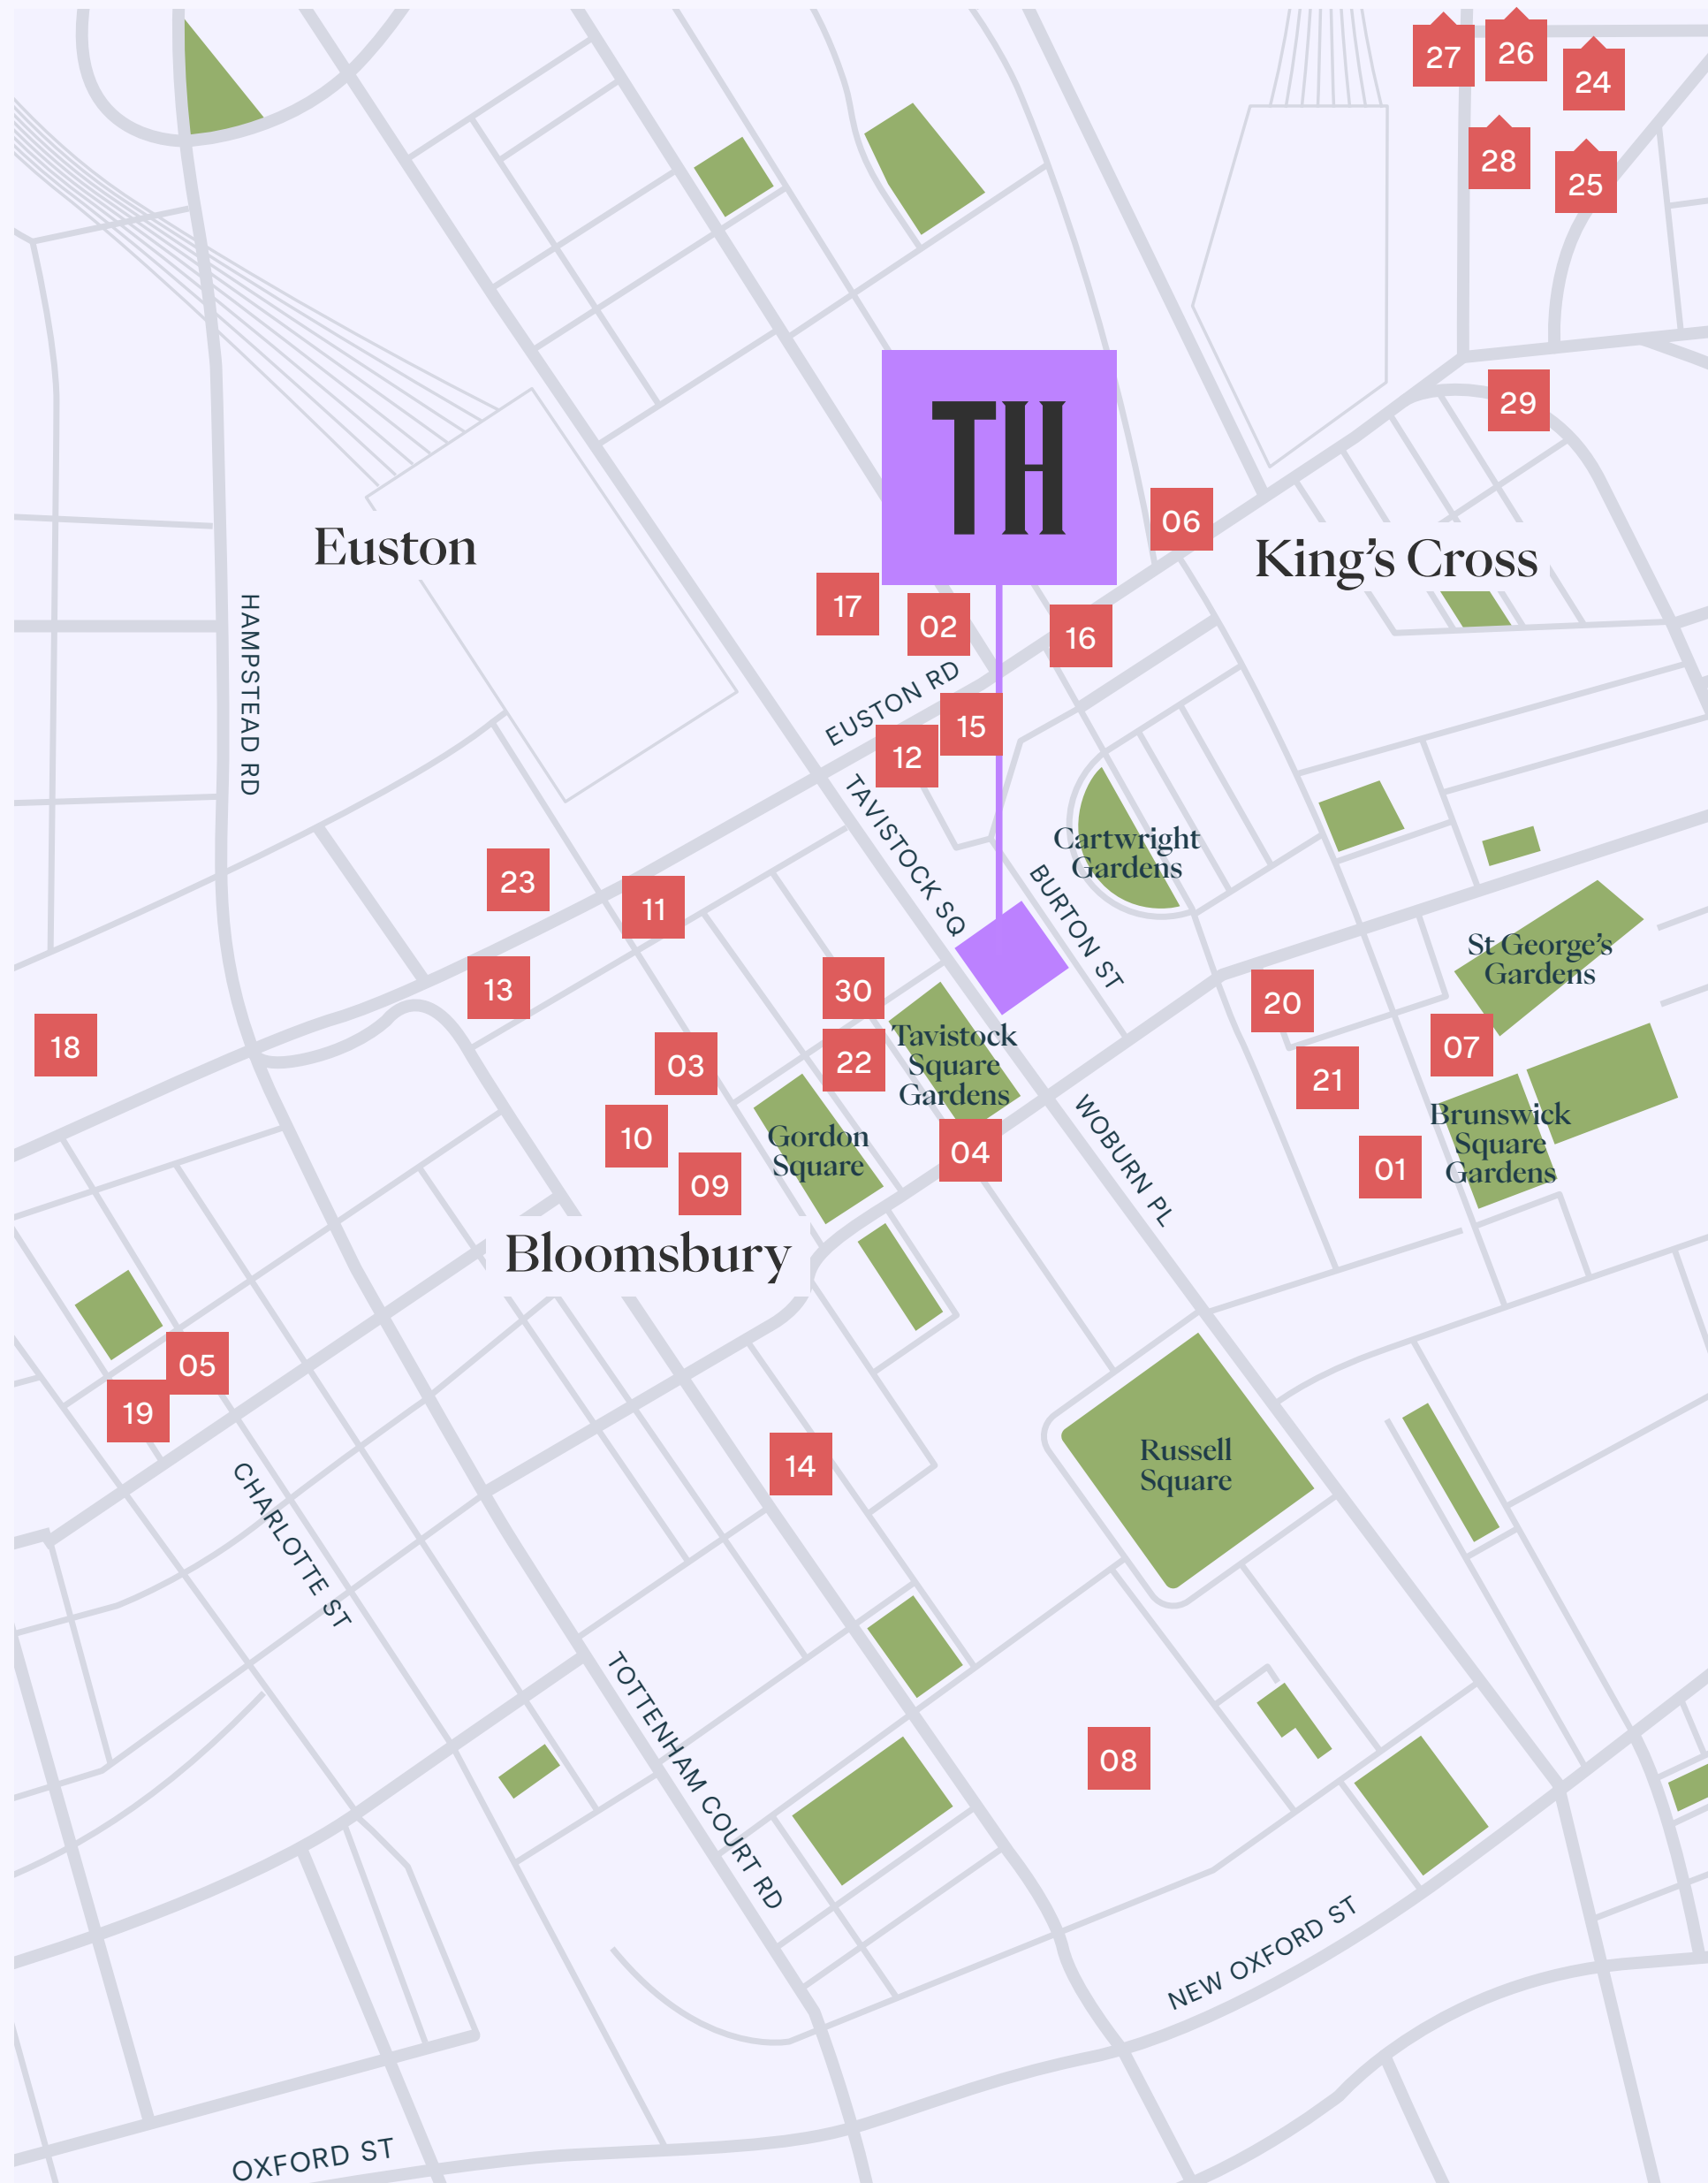 27
26
24
28
25
29
TH
06
Euston
King’s Cross
17
02
16
HAMPSTEAD RD
EUSTON RD
15
12
TAVISTOCK SQ
Cartwright
Gardens
BURTON ST
23
11
St George’s
Gardens
13
30
20
18
03
22
Tavistock
Square
Gardens
07
21
10
Gordon
Square
04
WOBURN PL
Brunswick
Square
Gardens
09
01
Bloomsbury
05
19
14
Russell
Square
CHARLOTTE ST
TOTTENHAM COURT RD
08
NEW OXFORD ST
OXFORD ST